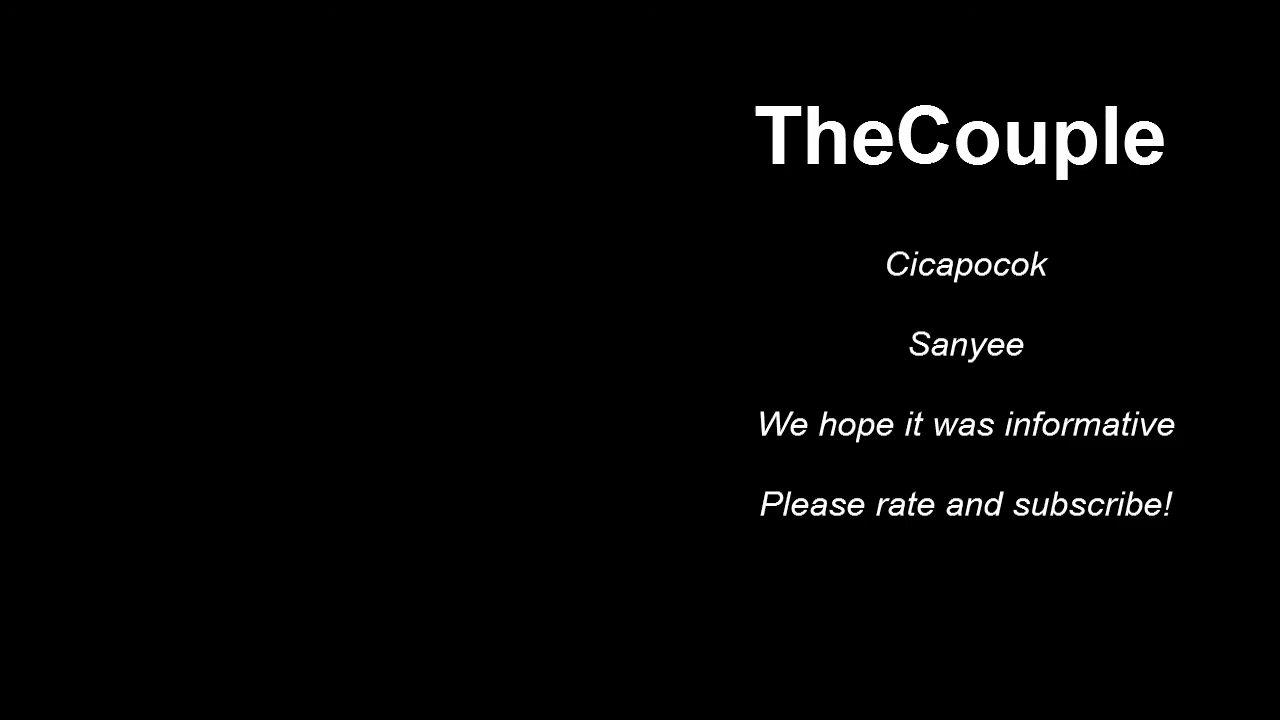 TheCouple
Cicapocok
Sanyee
We hope it was informative
Please rate and subscribe!